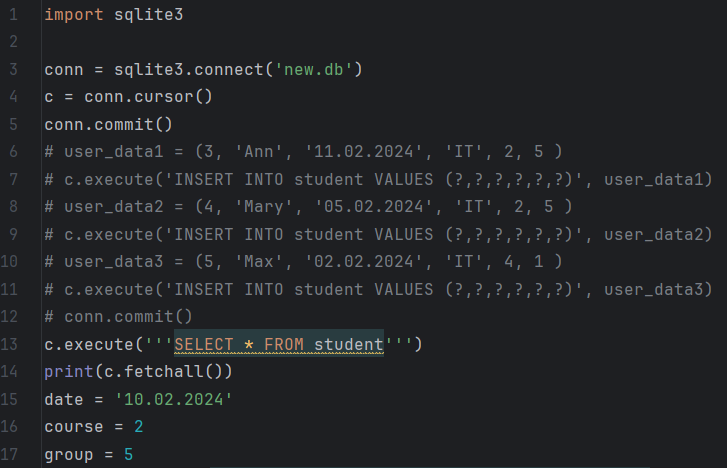 1 import sqlite3
2
3 conn = sqlite3.connect('new.db')
4 c = conn.cursor()
5 conn.commit()
6 # user_data1 = (3, 'Ann', '11.02.2024', 'IT', 2, 5 )
7 # c.execute('INSERT INTO student VALUES (?,?,?,?,?,?)', user_data1)
8 # user_data2 = (4, 'Mary', '05.02.2024', 'IT', 2, 5 )
9 # c.execute('INSERT INTO student VALUES (?,?,?,?,?,?)', user_data2)
10 # user_data3 = (5, 'Max', '02.02.2024', 'IT', 4, 1 )
11 # c.execute('INSERT INTO student VALUES (?,?,?,?,?,?)', user_data3)
12 # conn.commit()
13 c.execute('''SELECT * FROM student''')
14 print(c.fetchall())
15 date = '10.02.2024'
16 course = 2
17 group = 5